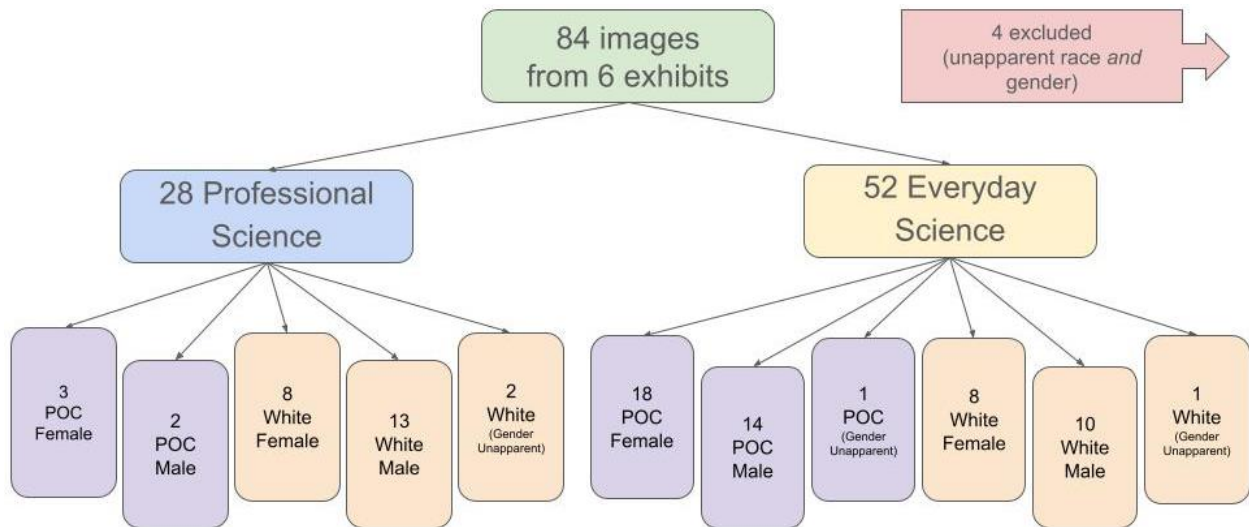 84 images
from 6 exhibits
4 excluded
(unapparent race and
gender)
28 Professional
Science
52 Everyday
Science
3
POC
Female
2
POC
Male
8
White
Female
13
White
Male
2
White
(Gender
Unapparent)
18
POC
Female
14
POC
Male
1
POC
(Gender
Unapparent)
8
White
Female
10
White
Male
1
White
(Gender
Unapparent)